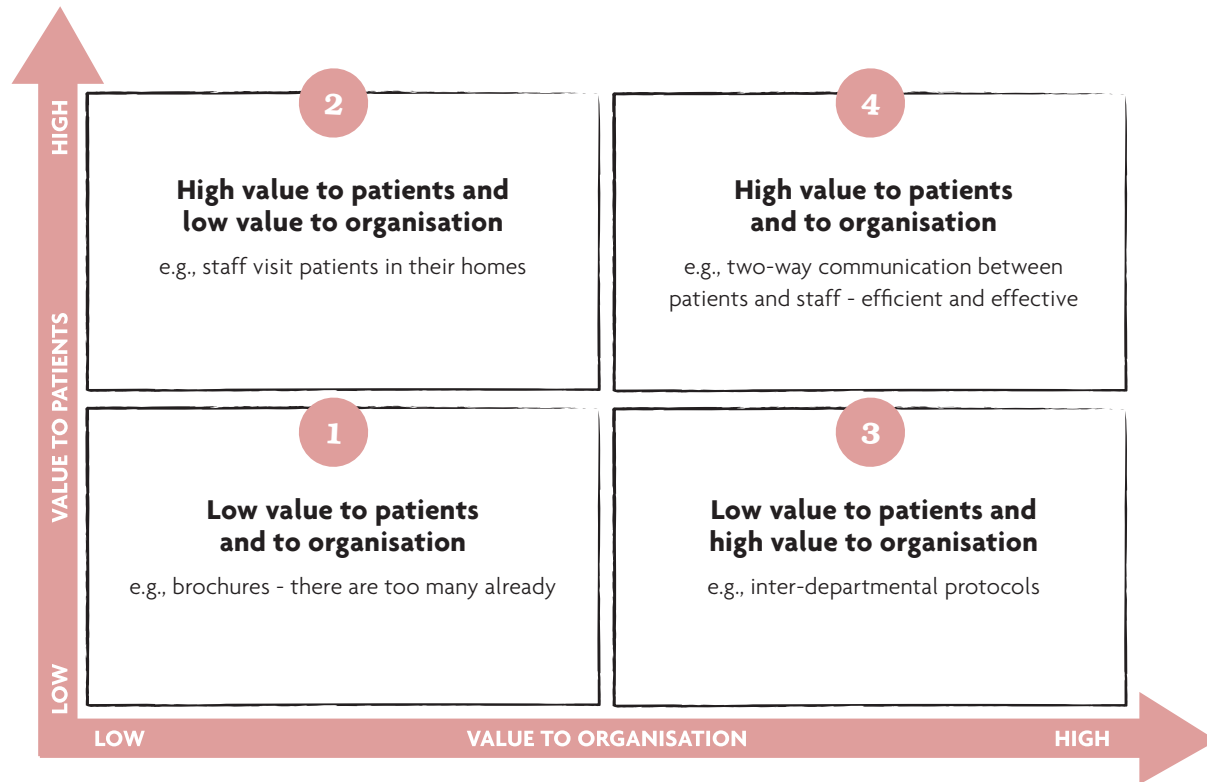 HIGH
VALUE TO PATIENTS
LOW
2
High value to patients and
low value to organisation
e.g., staff visit patients in their homes
4
High value to patients
and to organisation
e.g., two-way communication between
patients and staff - efficient and effective
1
Low value to patients
and to organisation
e.g., brochures - there are too many already
3
Low value to patients and
high value to organisation
e.g., inter-departmental protocols
LOW
VALUE TO ORGANISATION
HIGH